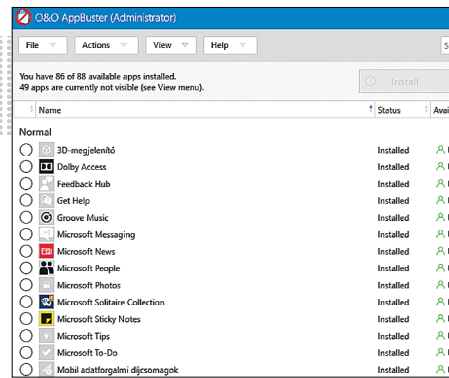 O&O AppBuster (Administrator)
File Actions View Help
You have 86 of 88 available apps installed.
49 apps are currently not visible (see View menu).
Install
Name Status Avai
Normal
3D-megjelenítő Installed
Dolby Access Installed
Feedback Hub Installed
Get Help Installed
Groove Music Installed
Microsoft Messaging Installed
Microsoft News Installed
Microsoft People Installed
Microsoft Photos Installed
Microsoft Solitaire Collection Installed
Microsoft Sticky Notes Installed
Microsoft Tips Installed
Microsoft To-Do Installed
Mobil adatforgalmi díjcsomagok Installed